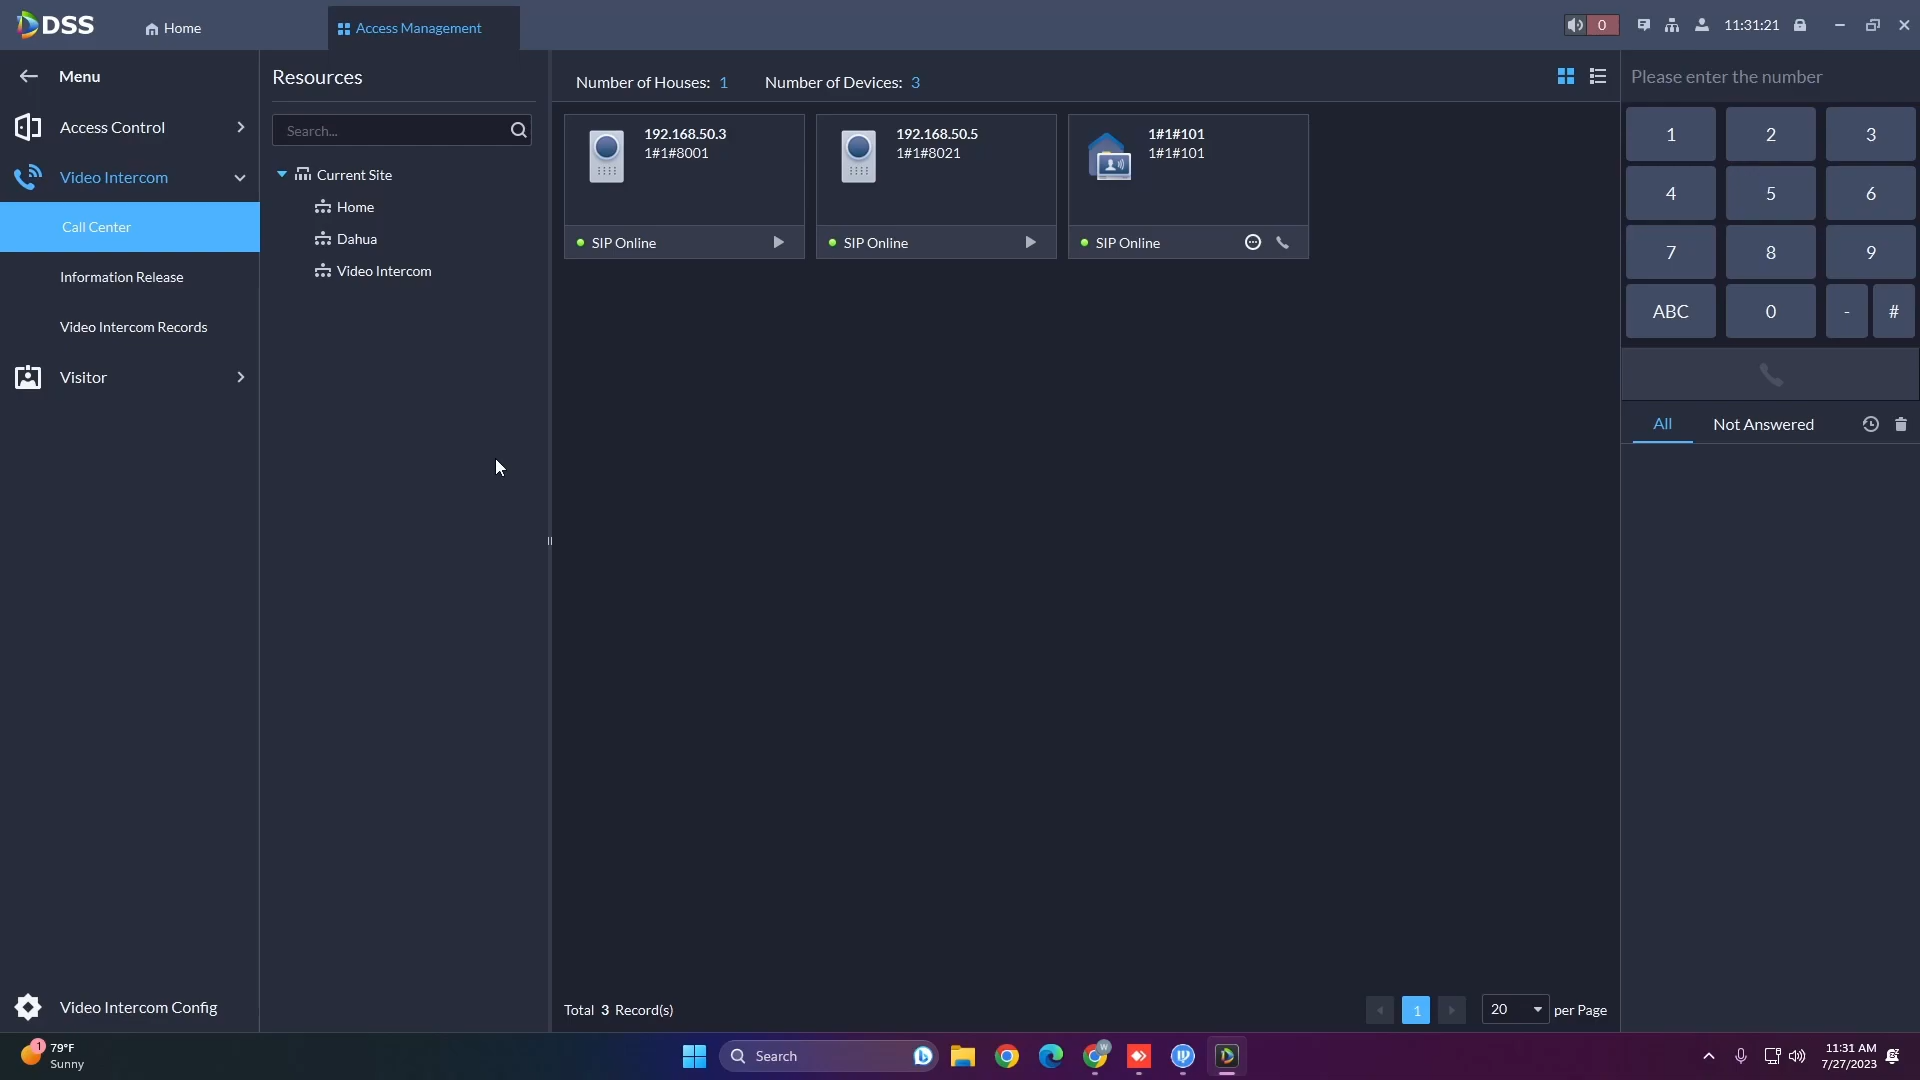 DSS
Home
Access Management
0
11:31:21
Menu
Access Control
Video Intercom
Call Center
Information Release
Video Intercom Records
Visitor
Video Intercom Config
Resources
Search...
Current Site
Home
Dahua
Video Intercom
Number of Houses: 1
Number of Devices: 3
192.168.50.3
1#1#8001
SIP Online
192.168.50.5
1#1#8021
SIP Online
1#1#101
1#1#101
SIP Online
Total 3 Record(s)
1
20
per Page
Please enter the number
1 2 3
4 5 6
7 8 9
ABC 0 - #
All
Not Answered
1
79°F
Sunny
Search
W
11:31 AM
7/27/2023